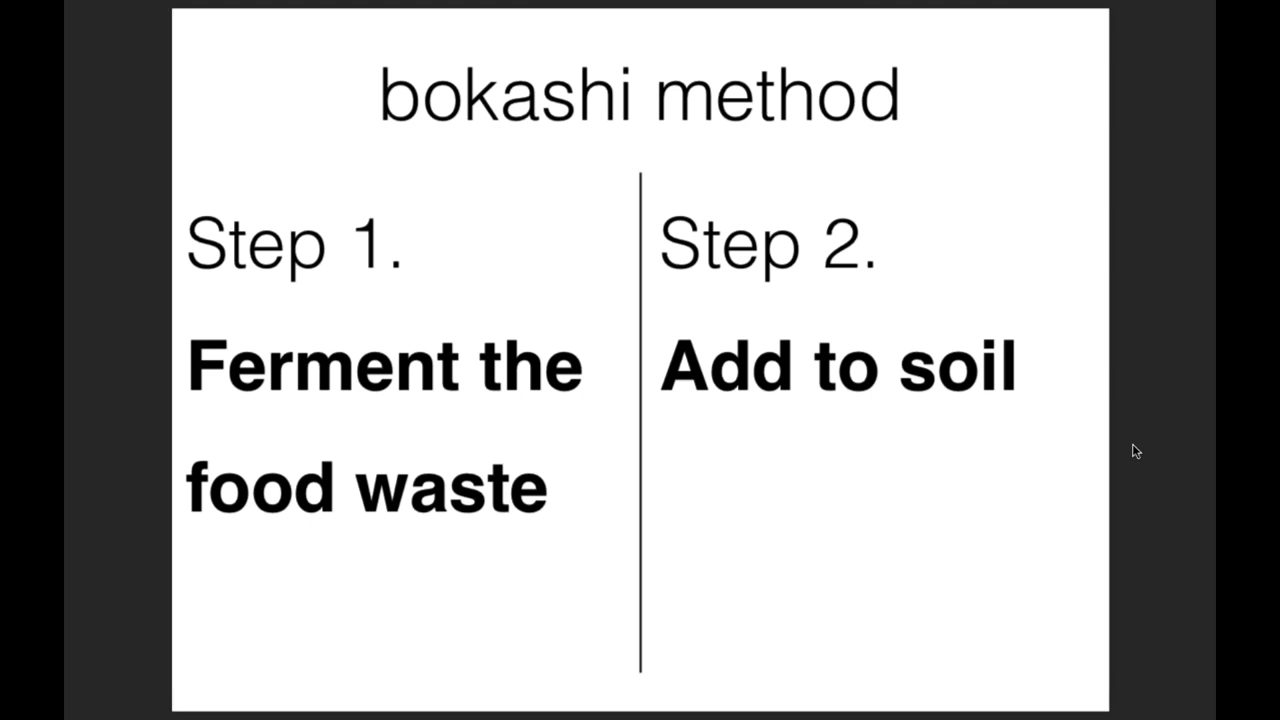 bokashi method
Step 1.
Ferment the
food waste
Step 2.
Add to soil